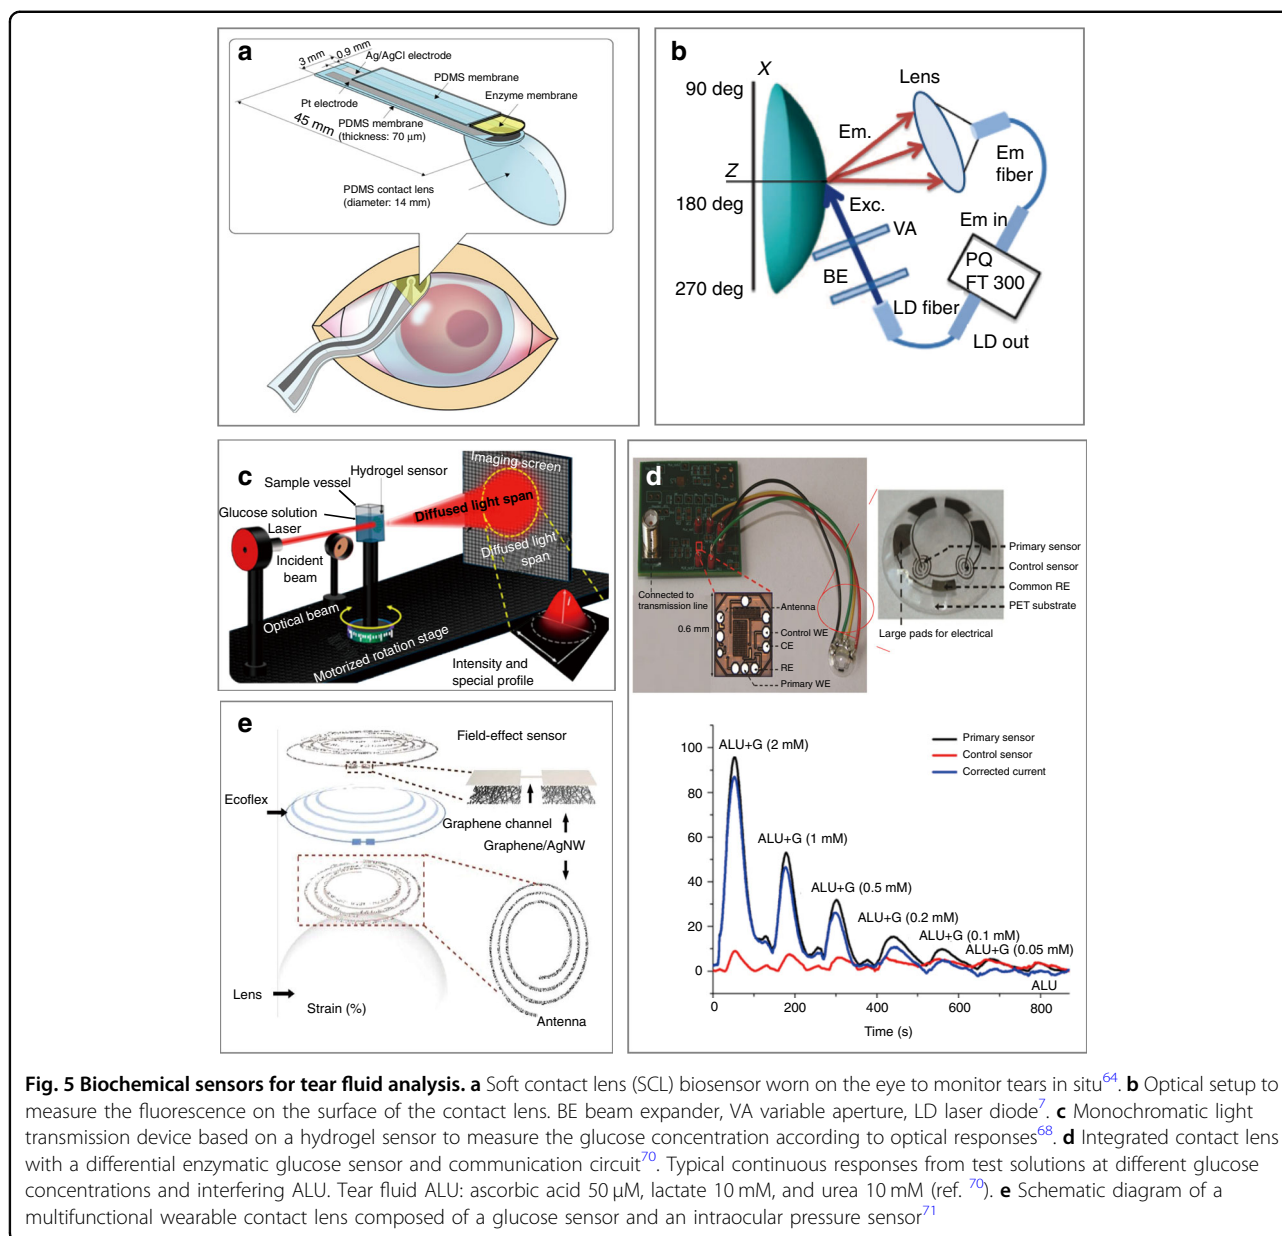 a
3 mm
0.9 mm
Ag/AgCl electrode
PDMS membrane
Enzyme membrane
Pt electrode
PDMS membrane
(thickness: 70 µm)
45 mm
PDMS contact lens
(diameter: 14 mm)
b
X
90 deg
Lens
Em.
Em
fiber
Z
180 deg
Exc.
Em in
VA
PQ
FT 300
BE
270 deg
LD fiber
LD out
c
Hydrogel sensor
Sample vessel
Glucose solution
Laser
Incident
beam
Imaging screen
Diffused light span
Diffused light
span
Optical beam
Motorized rotation stage
Intensity and
special profile
d
Connected to
transmission line
Antenna
0.6 mm
Control WE
CE
RE
Primary WE
Primary sensor
Control sensor
Common RE
PET substrate
Large pads for electrical
Primary sensor
Control sensor
Corrected current
100
80
60
40
20
0
ALU+G (2 mM)
ALU+G (1 mM)
ALU+G (0.5 mM)
ALU+G (0.2 mM)
ALU+G (0.1 mM)
ALU+G (0.05 mM)
ALU
0 200 400 600 800
Time (s)
e
Field-effect sensor
Ecoflex
Graphene channel
Graphene/AgNW
Lens
Strain (%)
Antenna
Fig. 5 Biochemical sensors for tear fluid analysis. a Soft contact lens (SCL) biosensor worn on the eye to monitor tears in situ64. b Optical setup to
measure the fluorescence on the surface of the contact lens. BE beam expander, VA variable aperture, LD laser diode7. c Monochromatic light
transmission device based on a hydrogel sensor to measure the glucose concentration according to optical responses68. d Integrated contact lens
with a differential enzymatic glucose sensor and communication circuit70. Typical continuous responses from test solutions at different glucose
concentrations and interfering ALU. Tear fluid ALU: ascorbic acid 50 µM, lactate 10 mM, and urea 10 mM (ref. 70). e Schematic diagram of a
multifunctional wearable contact lens composed of a glucose sensor and an intraocular pressure sensor71